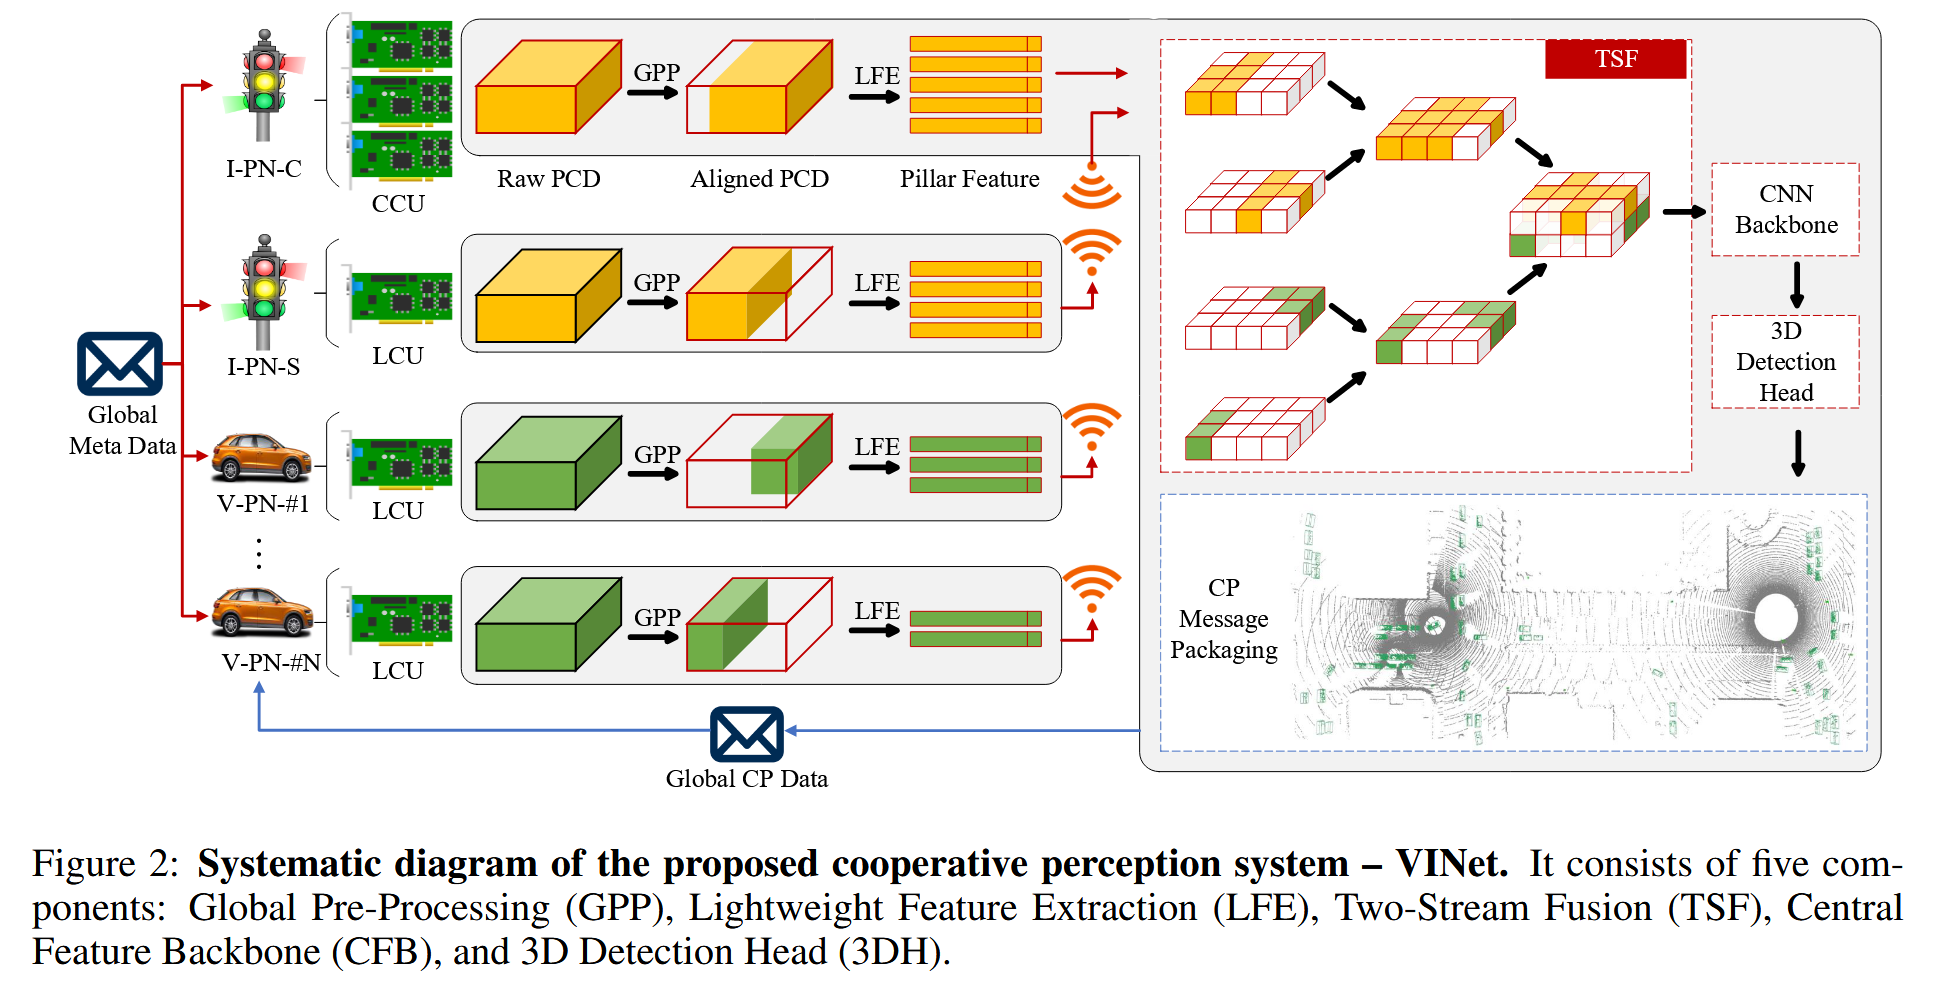 I-PN-C
CCU
GPP
LFE
Raw PCD
Aligned PCD
Pillar Feature
I-PN-S
LCU
GPP
LFE
Global
Meta Data
V-PN-#1
LCU
GPP
LFE
V-PN-#N
LCU
GPP
LFE
Global CP Data
TSF
CNN
Backbone
3D
Detection
Head
CP
Message
Packaging
Figure 2: Systematic diagram of the proposed cooperative perception system – VINet. It consists of five com-
ponents: Global Pre-Processing (GPP), Lightweight Feature Extraction (LFE), Two-Stream Fusion (TSF), Central
Feature Backbone (CFB), and 3D Detection Head (3DH).